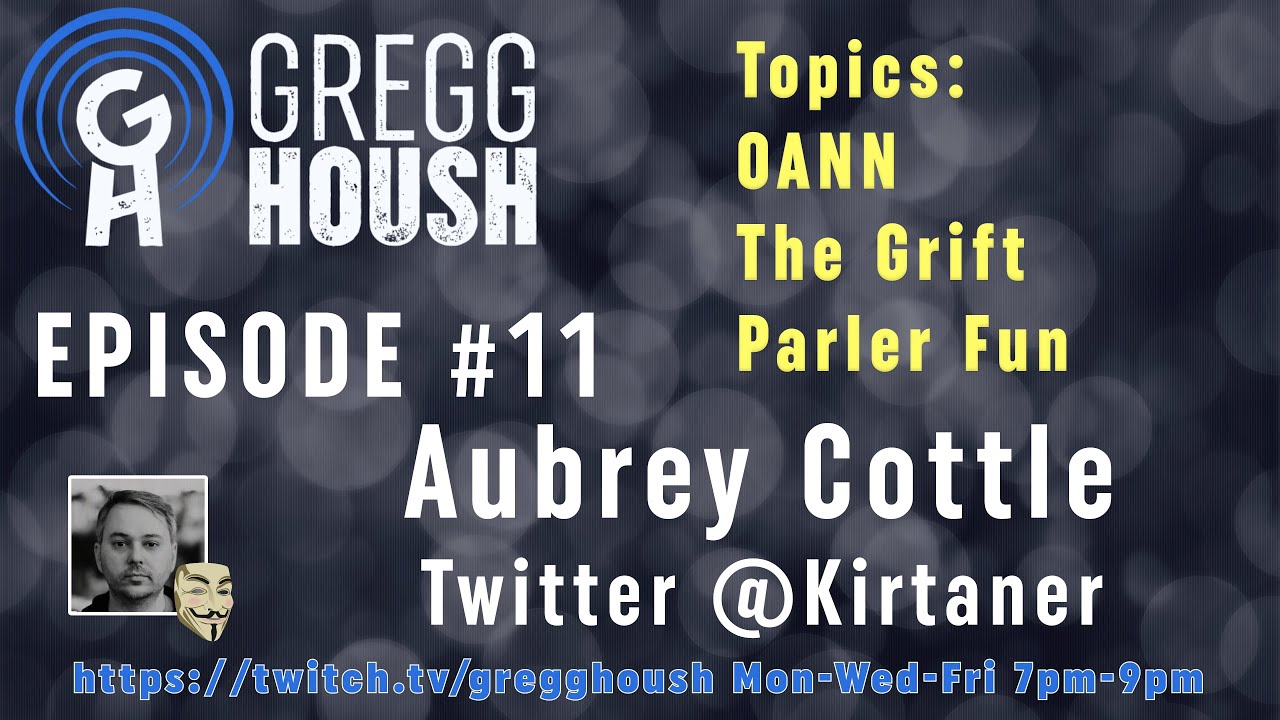 GH
GREGG
HOUSH
Topics:
OANN
The Grift
Parler Fun
EPISODE #11
Aubrey Cottle
Twitter @Kirtaner
https://twitch.tv/gregghoush Mon-Wed-Fri 7pm-9pm